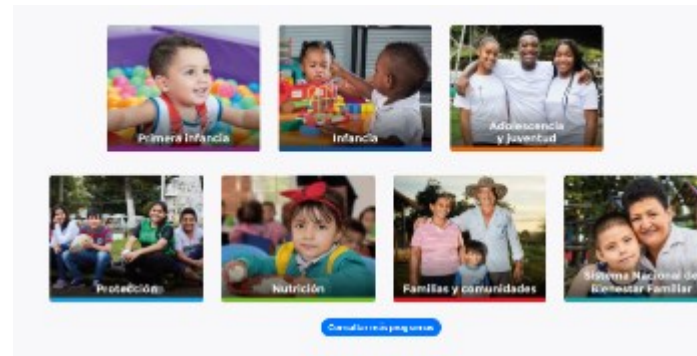 Primera infancia
Infancia
Adolescencia
y juventud
Protección
Nutrición
Familias y comunidades
Sistema Nacional de
Bienestar Familiar
Consultar más programas